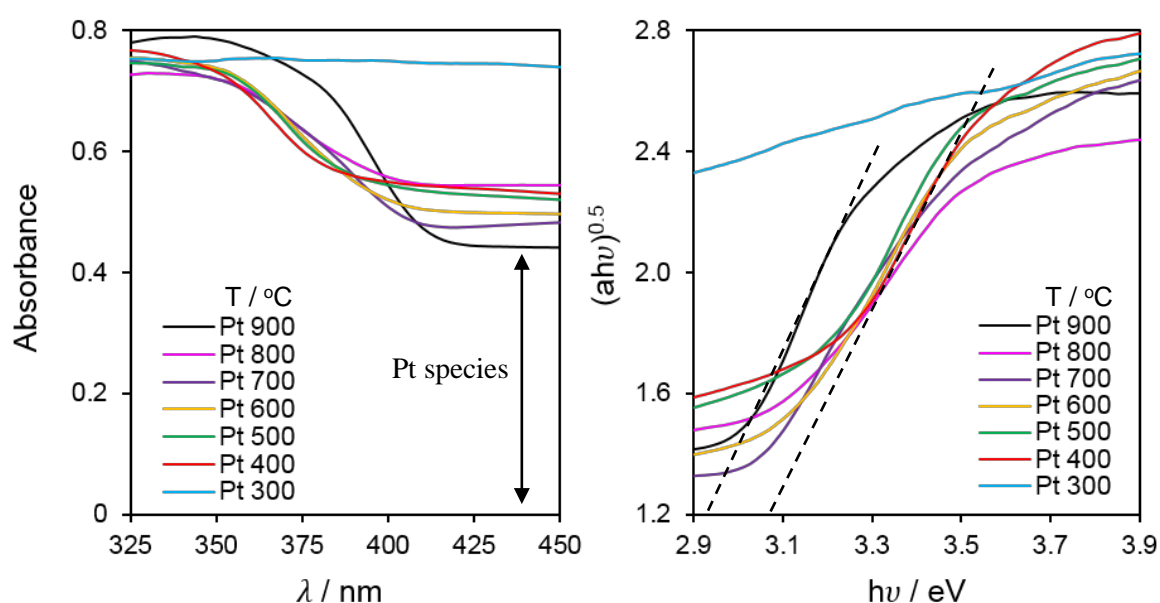 0.8
0.6
0.4
0.2
0
Absorbance
325
350
375
400
425
450
λ / nm
T / °C
Pt 900
Pt 800
Pt 700
Pt 600
Pt 500
Pt 400
Pt 300
Pt species
2.8
2.4
2.0
1.6
1.2
(ahυ)^0.5
2.9
3.1
3.3
3.5
3.7
3.9
hυ / eV
T / °C
Pt 900
Pt 800
Pt 700
Pt 600
Pt 500
Pt 400
Pt 300